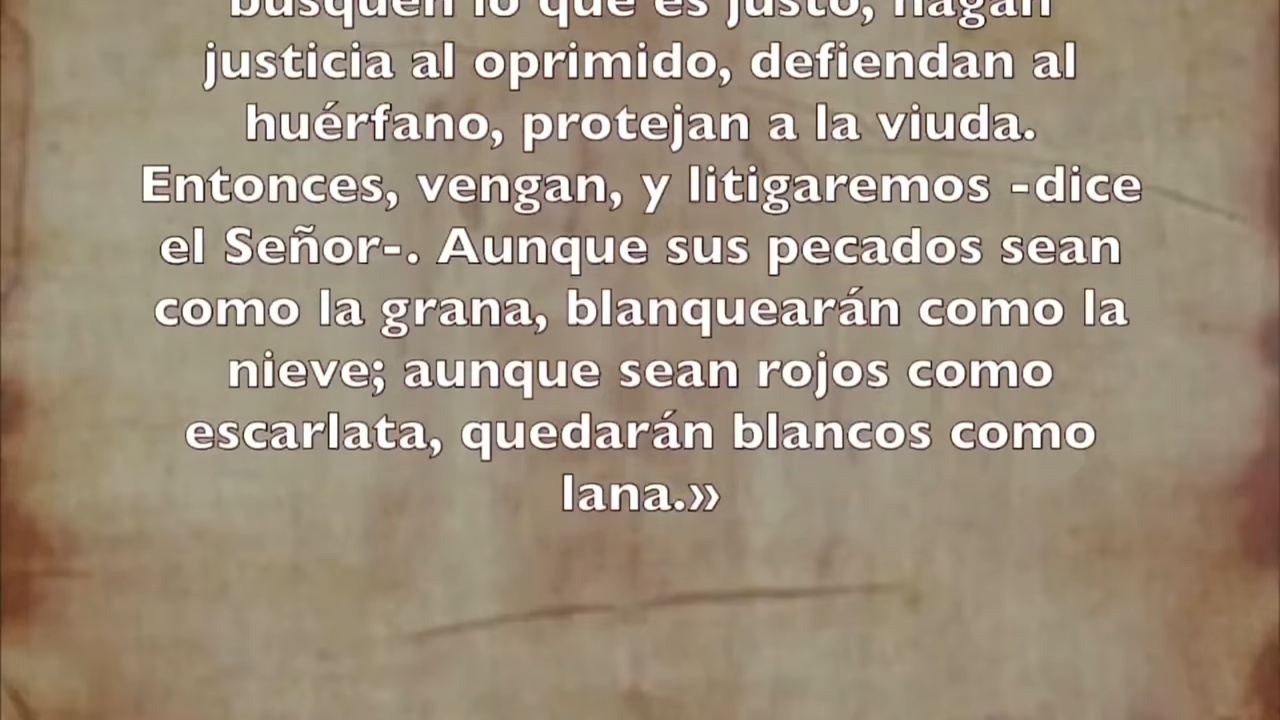 busquen lo que es justo, hagan
justicia al oprimido, defiendan al
huérfano, protejan a la viuda.
Entonces, vengan, y litigaremos -dice
el Señor-. Aunque sus pecados sean
como la grana, blanquearán como la
nieve; aunque sean rojos como
escarlata, quedarán blancos como
lana.»